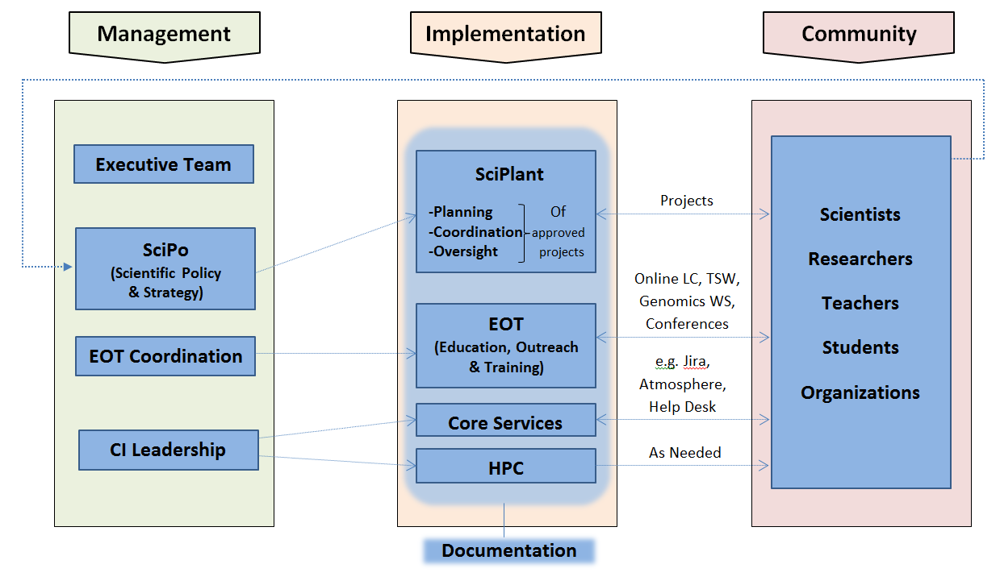 Management
Implementation
Community
Executive Team
SciPo
(Scientific Policy
& Strategy)
EOT Coordination
CI Leadership
SciPlant
-Planning
-Coordination
-Oversight
Of
approved
projects
EOT
(Education, Outreach
& Training)
Core Services
HPC
Documentation
Projects
Online LC, TSW,
Genomics WS,
Conferences
e.g. Jira,
Atmosphere,
Help Desk
As Needed
Scientists
Researchers
Teachers
Students
Organizations